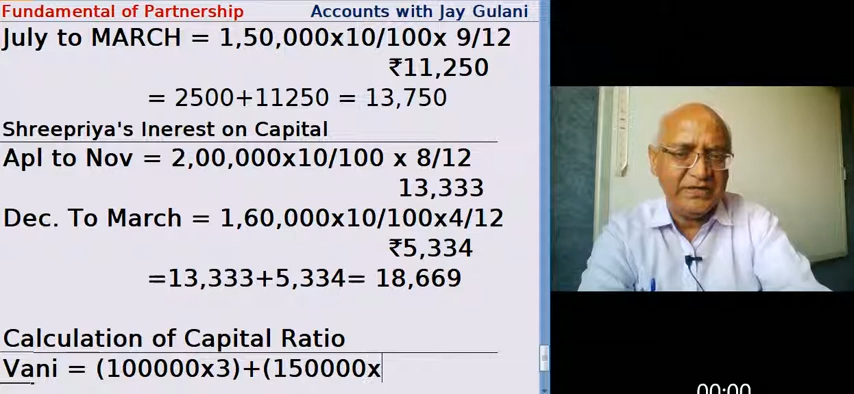 Fundamental of Partnership Accounts with Jay Gulani
July to MARCH = 1,50,000x10/100x 9/12
₹11,250
= 2500+11250 = 13,750
Shreepriya's Inerest on Capital
Apl to Nov = 2,00,000x10/100 x 8/12
13,333
Dec. To March = 1,60,000x10/100x4/12
₹5,334
=13,333+5,334= 18,669
Calculation of Capital Ratio
Vani = (100000x3)+(150000x
00:00